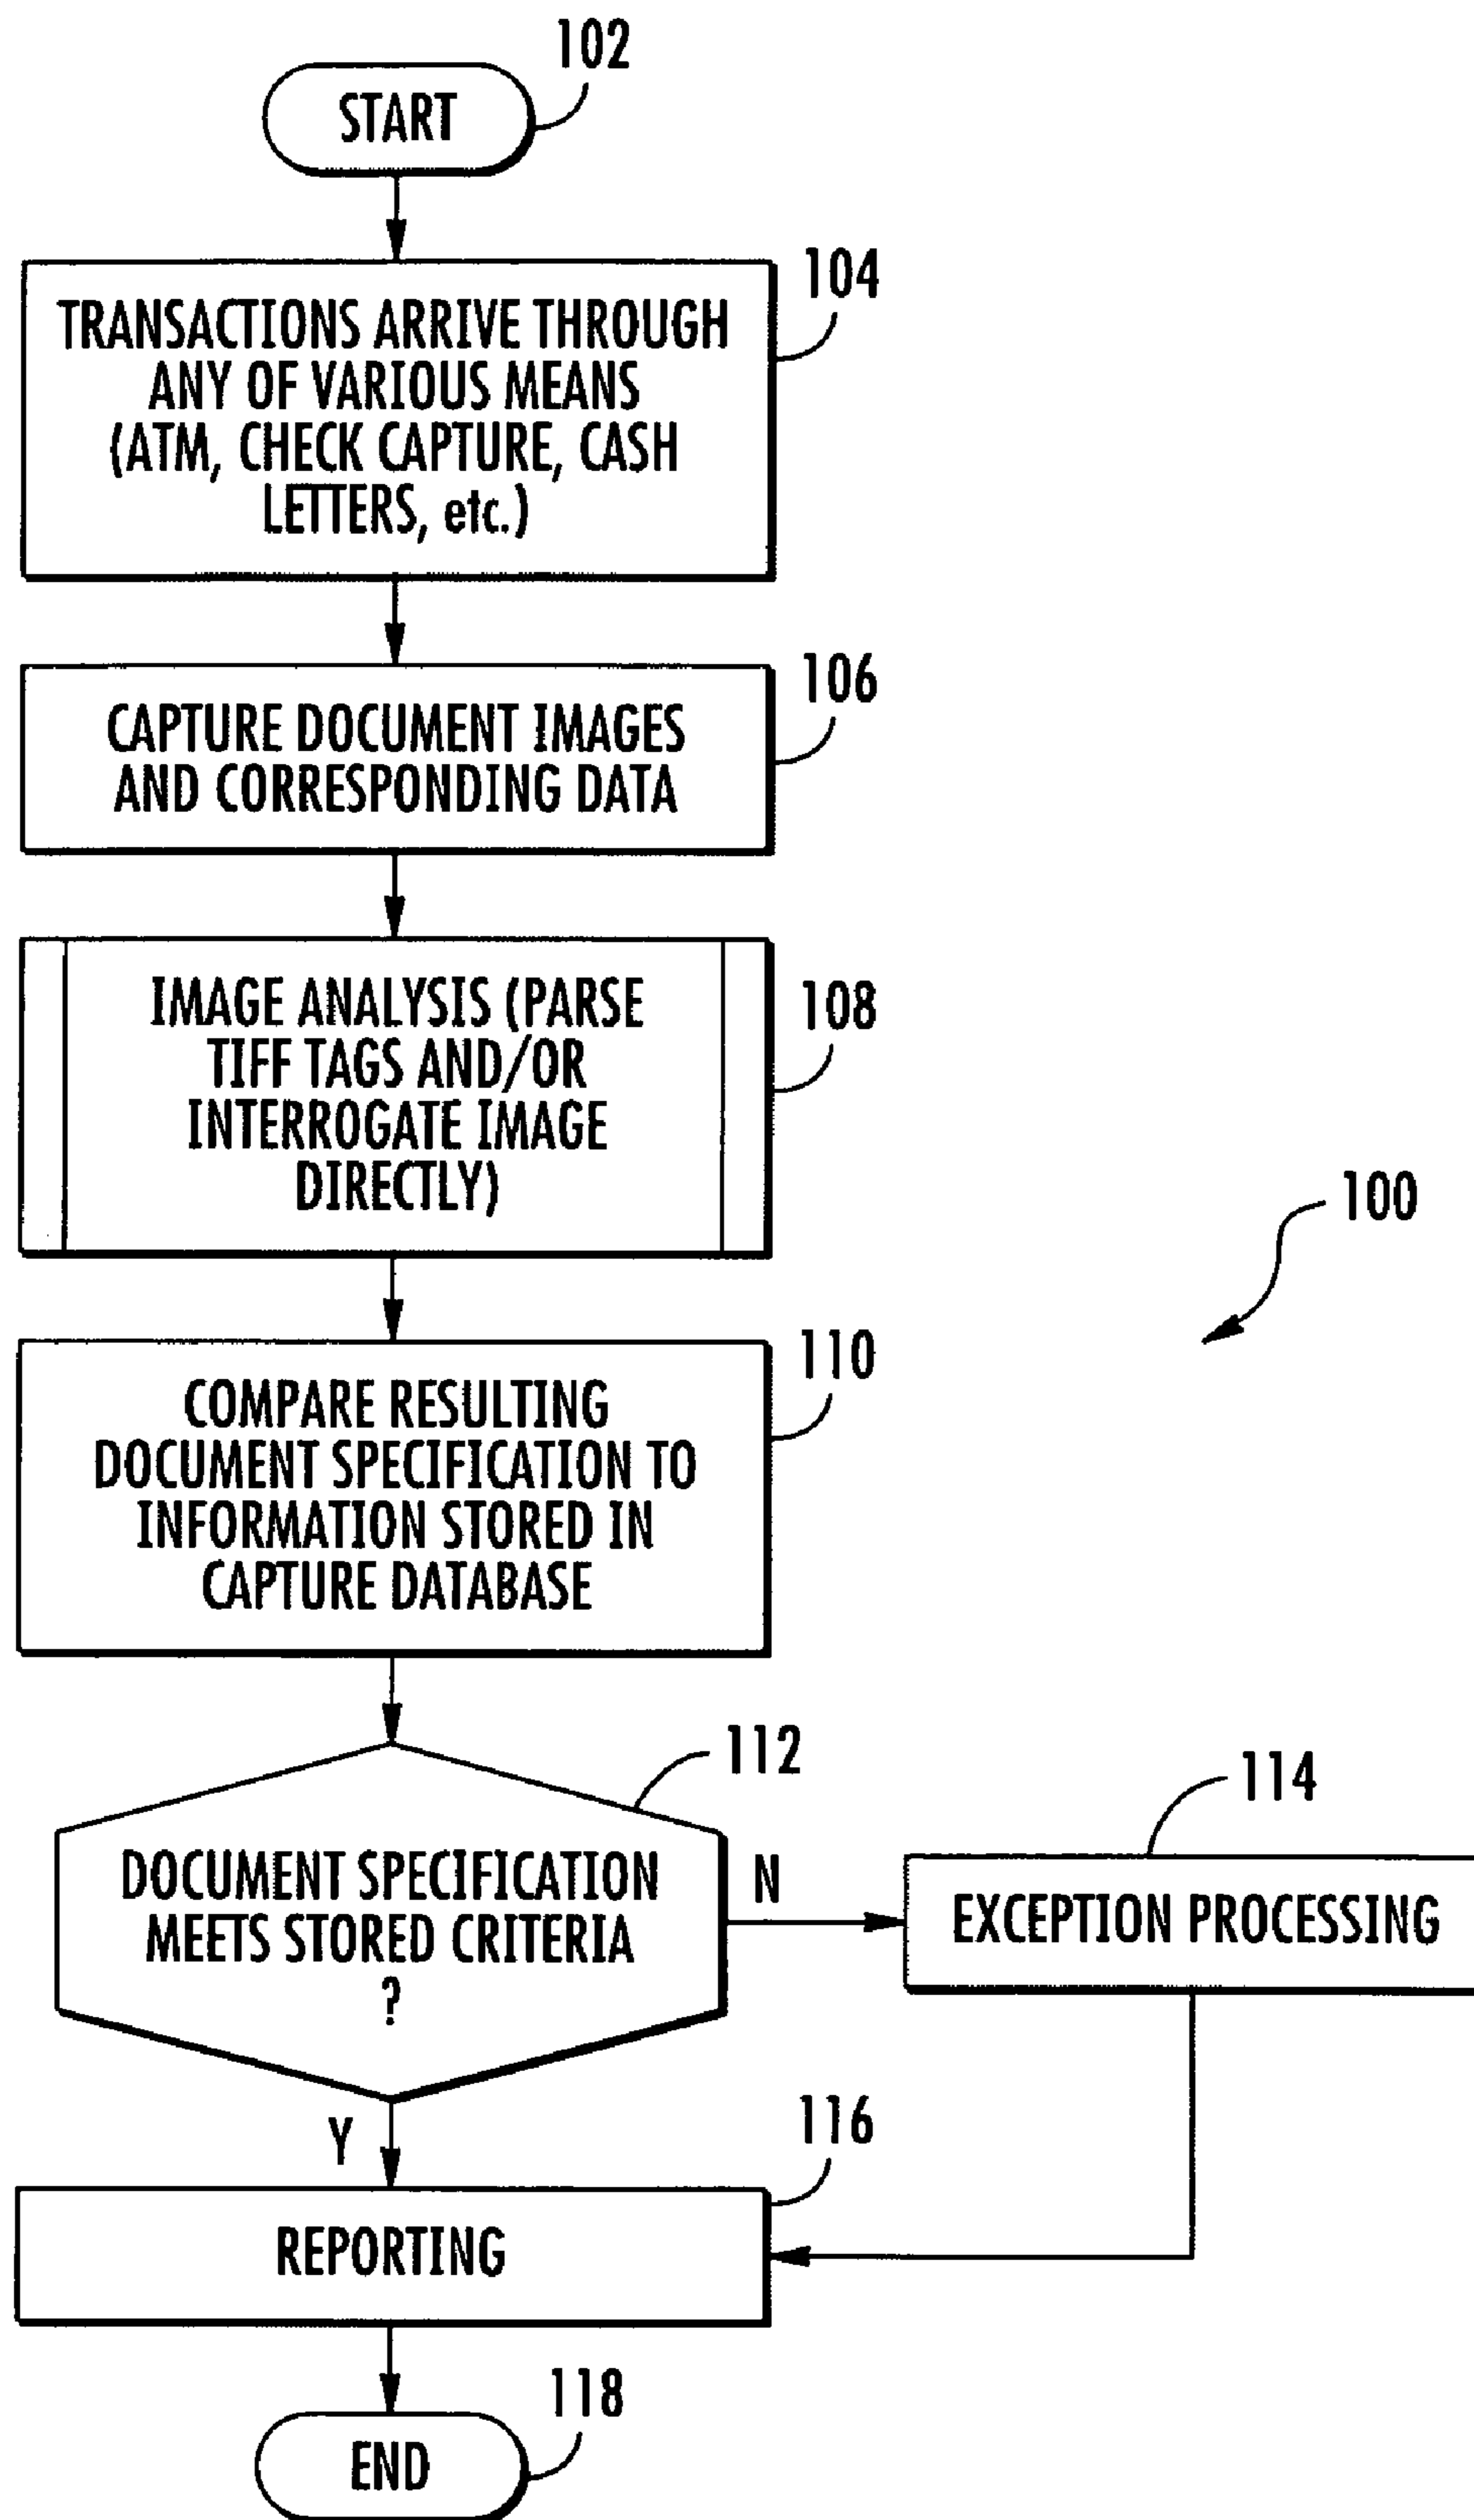 102
START
104
TRANSACTIONS ARRIVE THROUGH
ANY OF VARIOUS MEANS
(ATM, CHECK CAPTURE, CASH
LETTERS, etc.)
106
CAPTURE DOCUMENT IMAGES
AND CORRESPONDING DATA
108
IMAGE ANALYSIS (PARSE
TIFF TAGS AND/OR
INTERROGATE IMAGE
DIRECTLY)
100
110
COMPARE RESULTING
DOCUMENT SPECIFICATION TO
INFORMATION STORED IN
CAPTURE DATABASE
112
DOCUMENT SPECIFICATION
MEETS STORED CRITERIA
?
N
114
EXCEPTION PROCESSING
Y
116
REPORTING
118
END